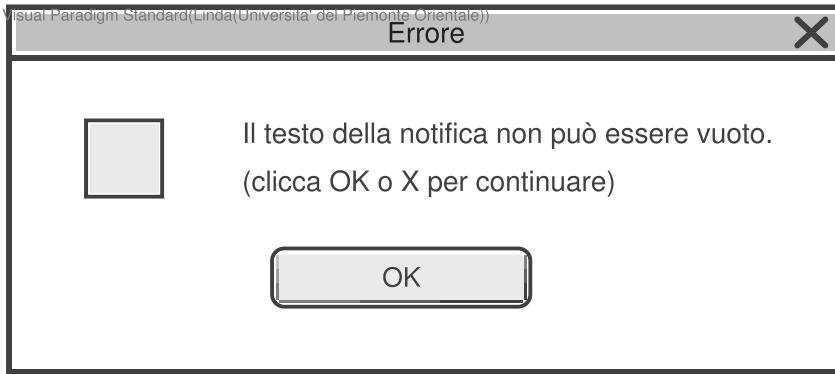 Visual Paradigm Standard(Linda(Universita' del Piemonte Orientale))
Errore
Il testo della notifica non può essere vuoto.
(clicca OK o X per continuare)
OK